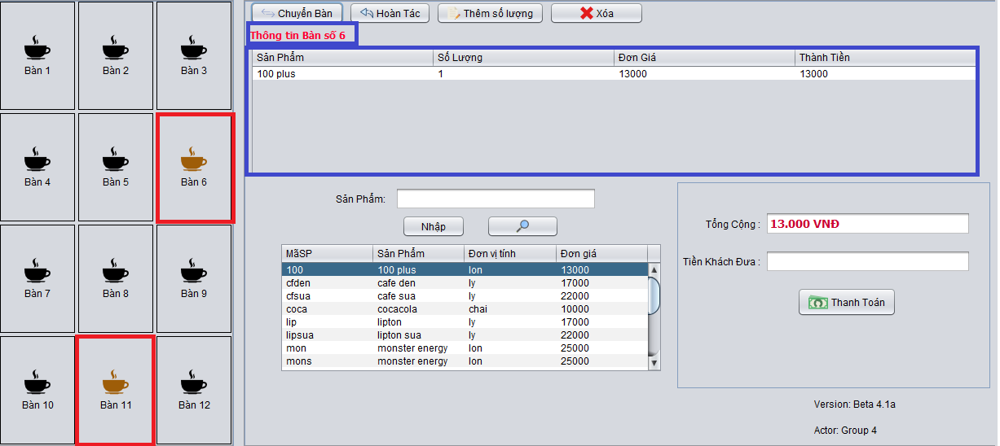 Bàn 1 Bàn 2 Bàn 3
Bàn 4 Bàn 5 Bàn 6
Bàn 7 Bàn 8 Bàn 9
Bàn 10 Bàn 11 Bàn 12
Chuyển Bàn Hoàn Tác Thêm số lượng Xóa
Thông tin Bàn số 6
Sản Phẩm Số Lượng Đơn Giá Thành Tiền
100 plus 1 13000 13000
Sản Phẩm:
Nhập
MãSP Sản Phẩm Đơn vị tính Đơn giá
100 100 plus lon 13000
cfden cafe den ly 17000
cfsua cafe sua ly 22000
coca cocacola chai 10000
lip lipton ly 17000
lipsua lipton sua ly 22000
mon monster energy lon 25000
mons monster energy lon 25000
Tổng Cộng : 13.000 VNĐ
Tiền Khách Đưa :
Thanh Toán
Version: Beta 4.1a
Actor: Group 4